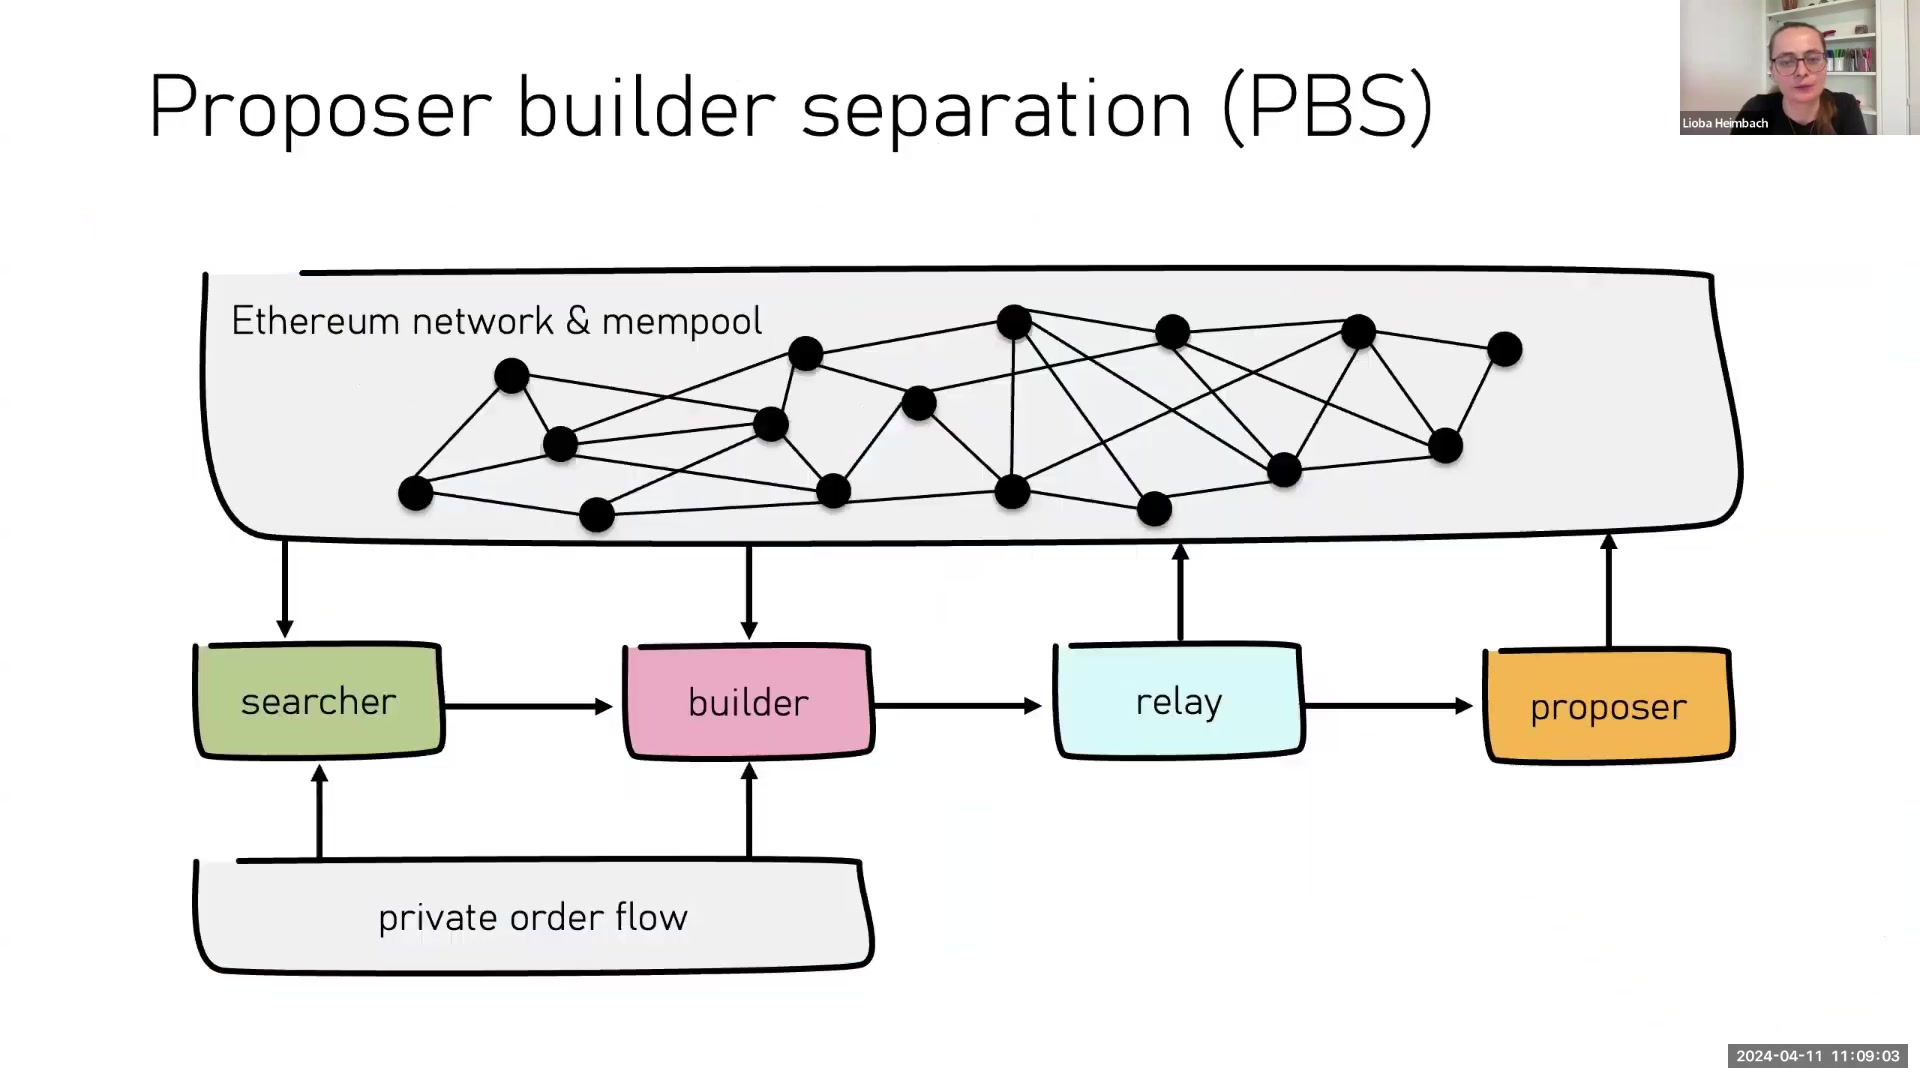 Proposer builder separation (PBS)
Lioba Heimbach
Ethereum network & mempool
searcher
builder
relay
proposer
private order flow
2024-04-11 11:09:03